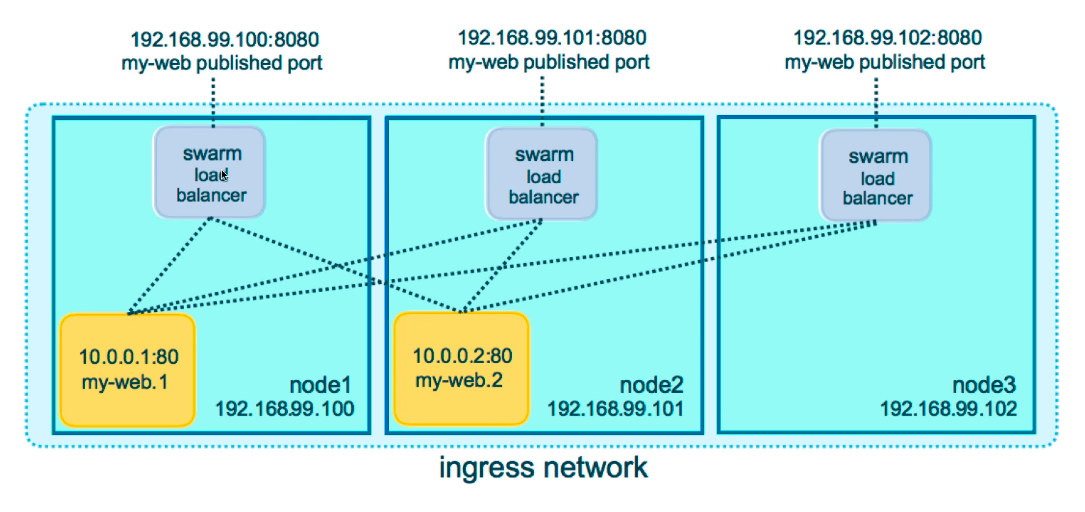 192.168.99.100:8080
my-web published port
192.168.99.101:8080
my-web published port
192.168.99.102:8080
my-web published port
swarm
load
balancer
swarm
load
balancer
swarm
load
balancer
10.0.0.1:80
my-web.1
node1
192.168.99.100
10.0.0.2:80
my-web.2
node2
192.168.99.101
node3
192.168.99.102
ingress network